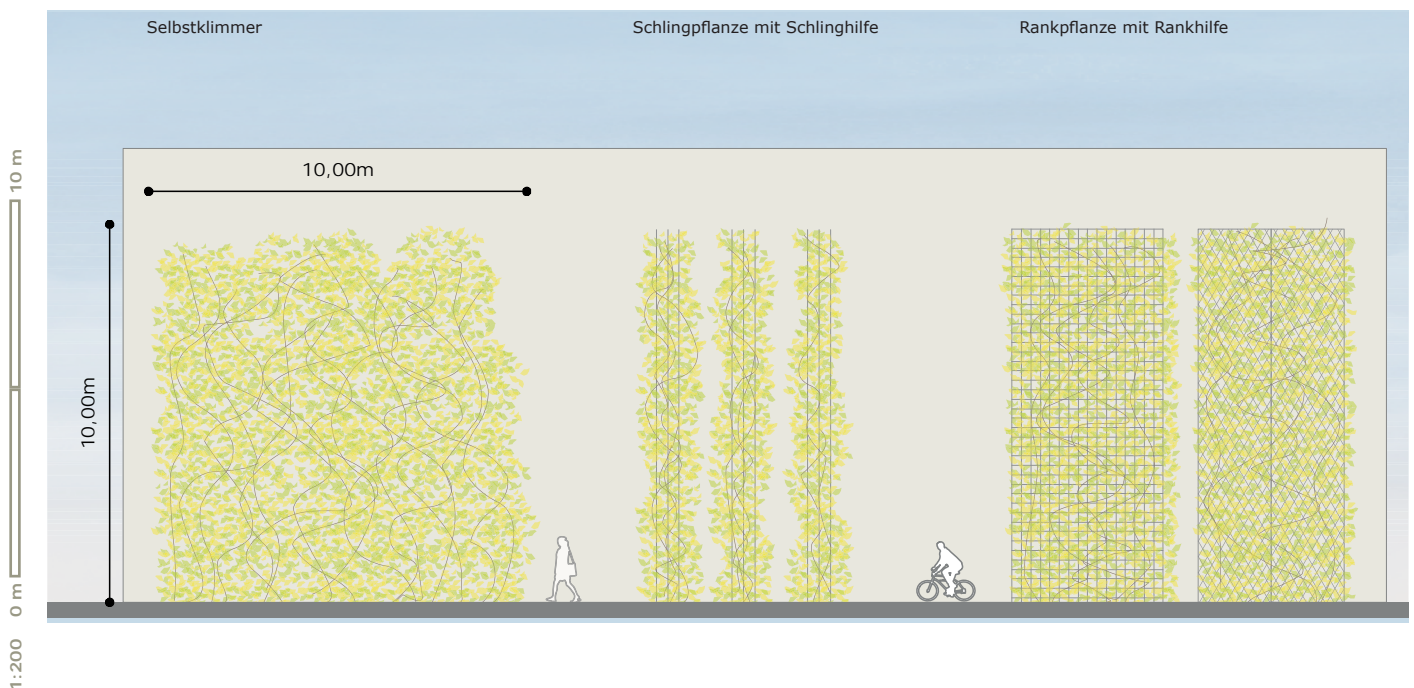 Selbstklimmer
Schlingpflanze mit Schlinghilfe
Rankpflanze mit Rankhilfe
10,00m
10,00m
10 m
0 m
1:200